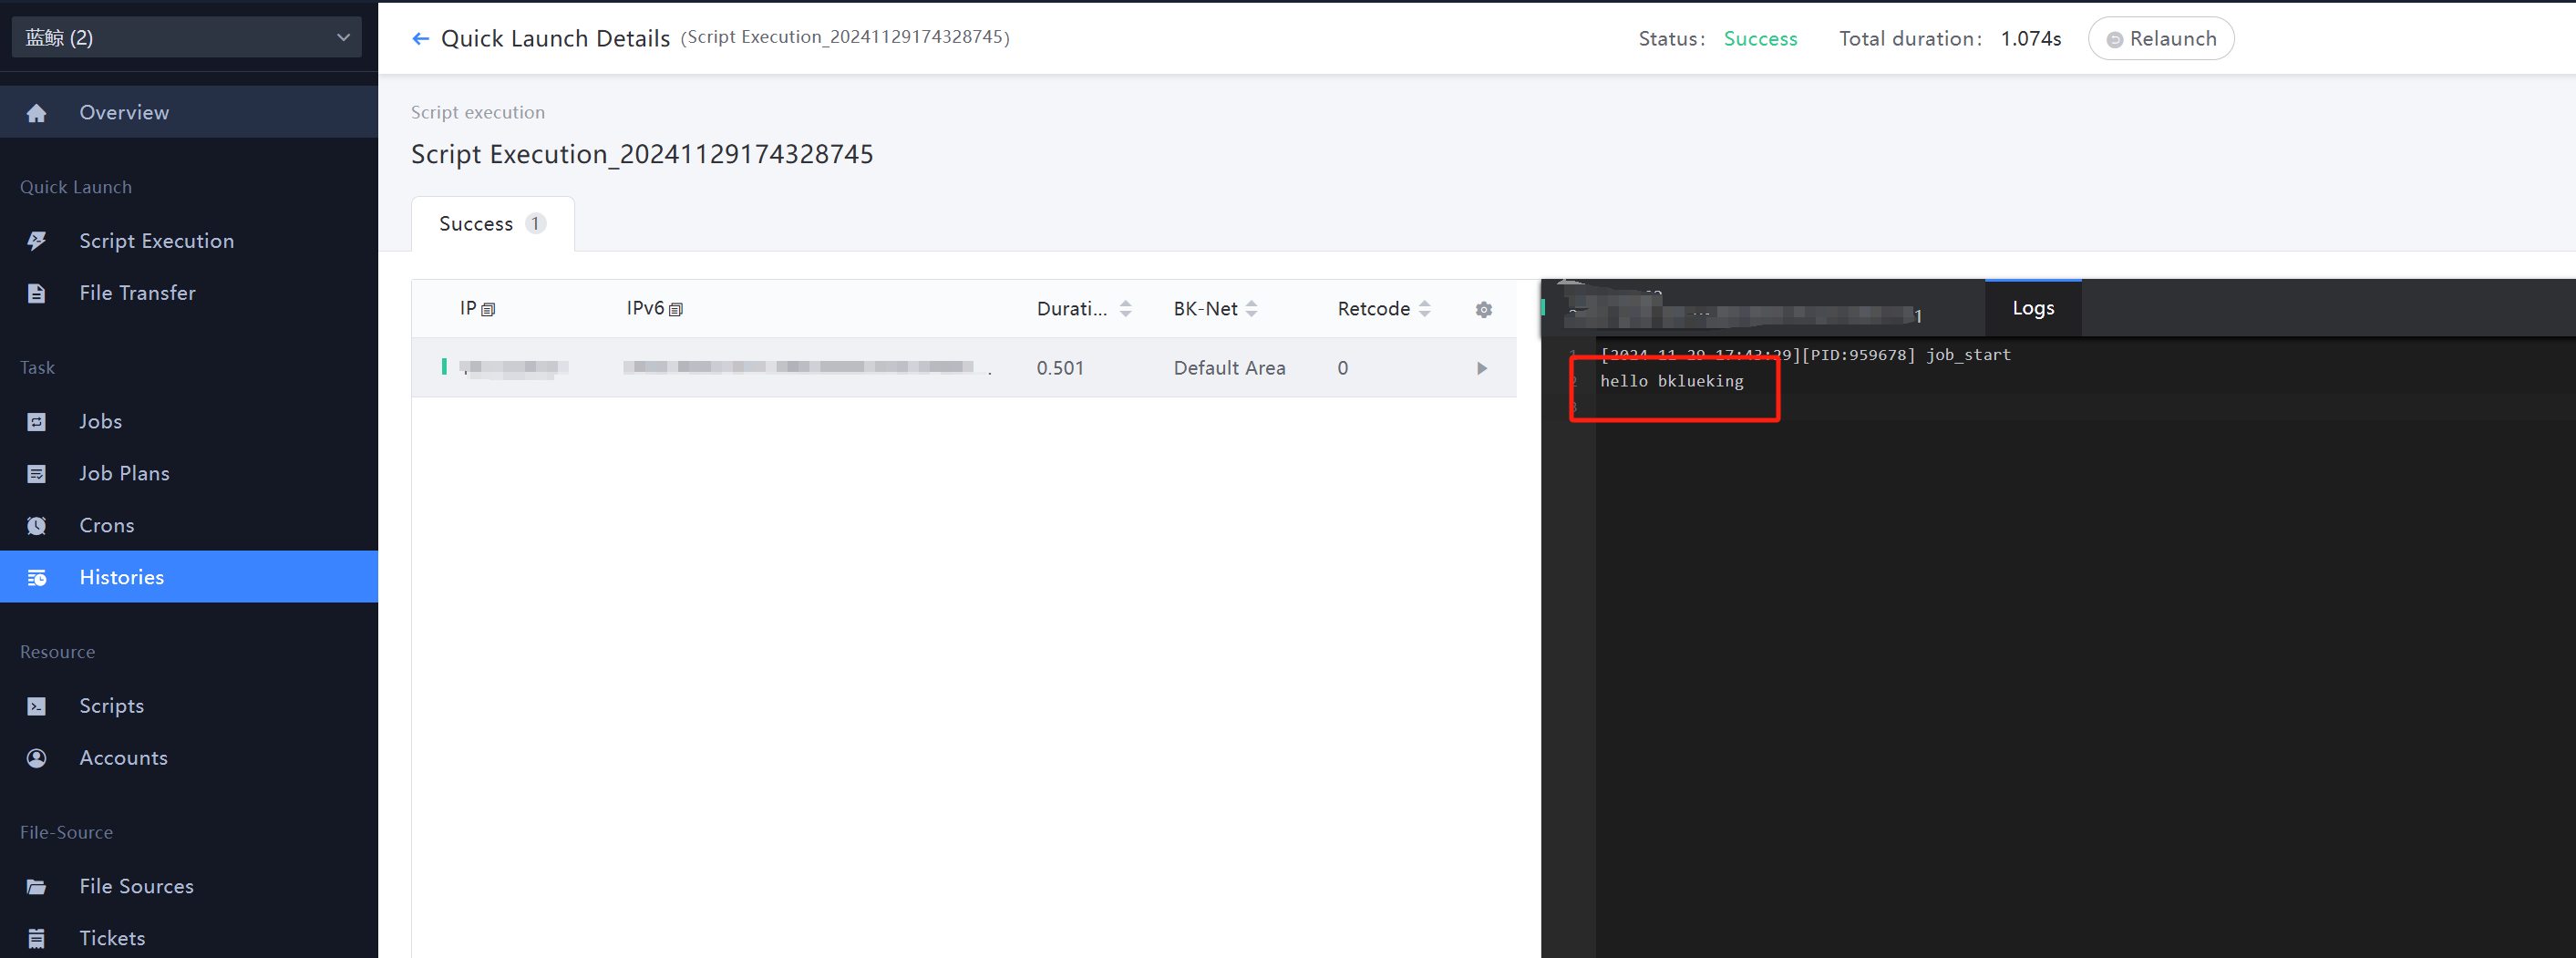 蓝鲸 (2)
Overview
Quick Launch
Script Execution
File Transfer
Task
Jobs
Job Plans
Crons
Histories
Resource
Scripts
Accounts
File-Source
File Sources
Tickets
Quick Launch Details (Script Execution_20241129174328745)
Status: Success Total duration: 1.074s Relaunch
Script execution
Script Execution_20241129174328745
Success 1
IP IPv6 Durati... BK-Net Retcode
0.501 Default Area 0
Logs
1 [2024-11-29 17:43:29][PID:959678] job_start
2 hello bklueking
3